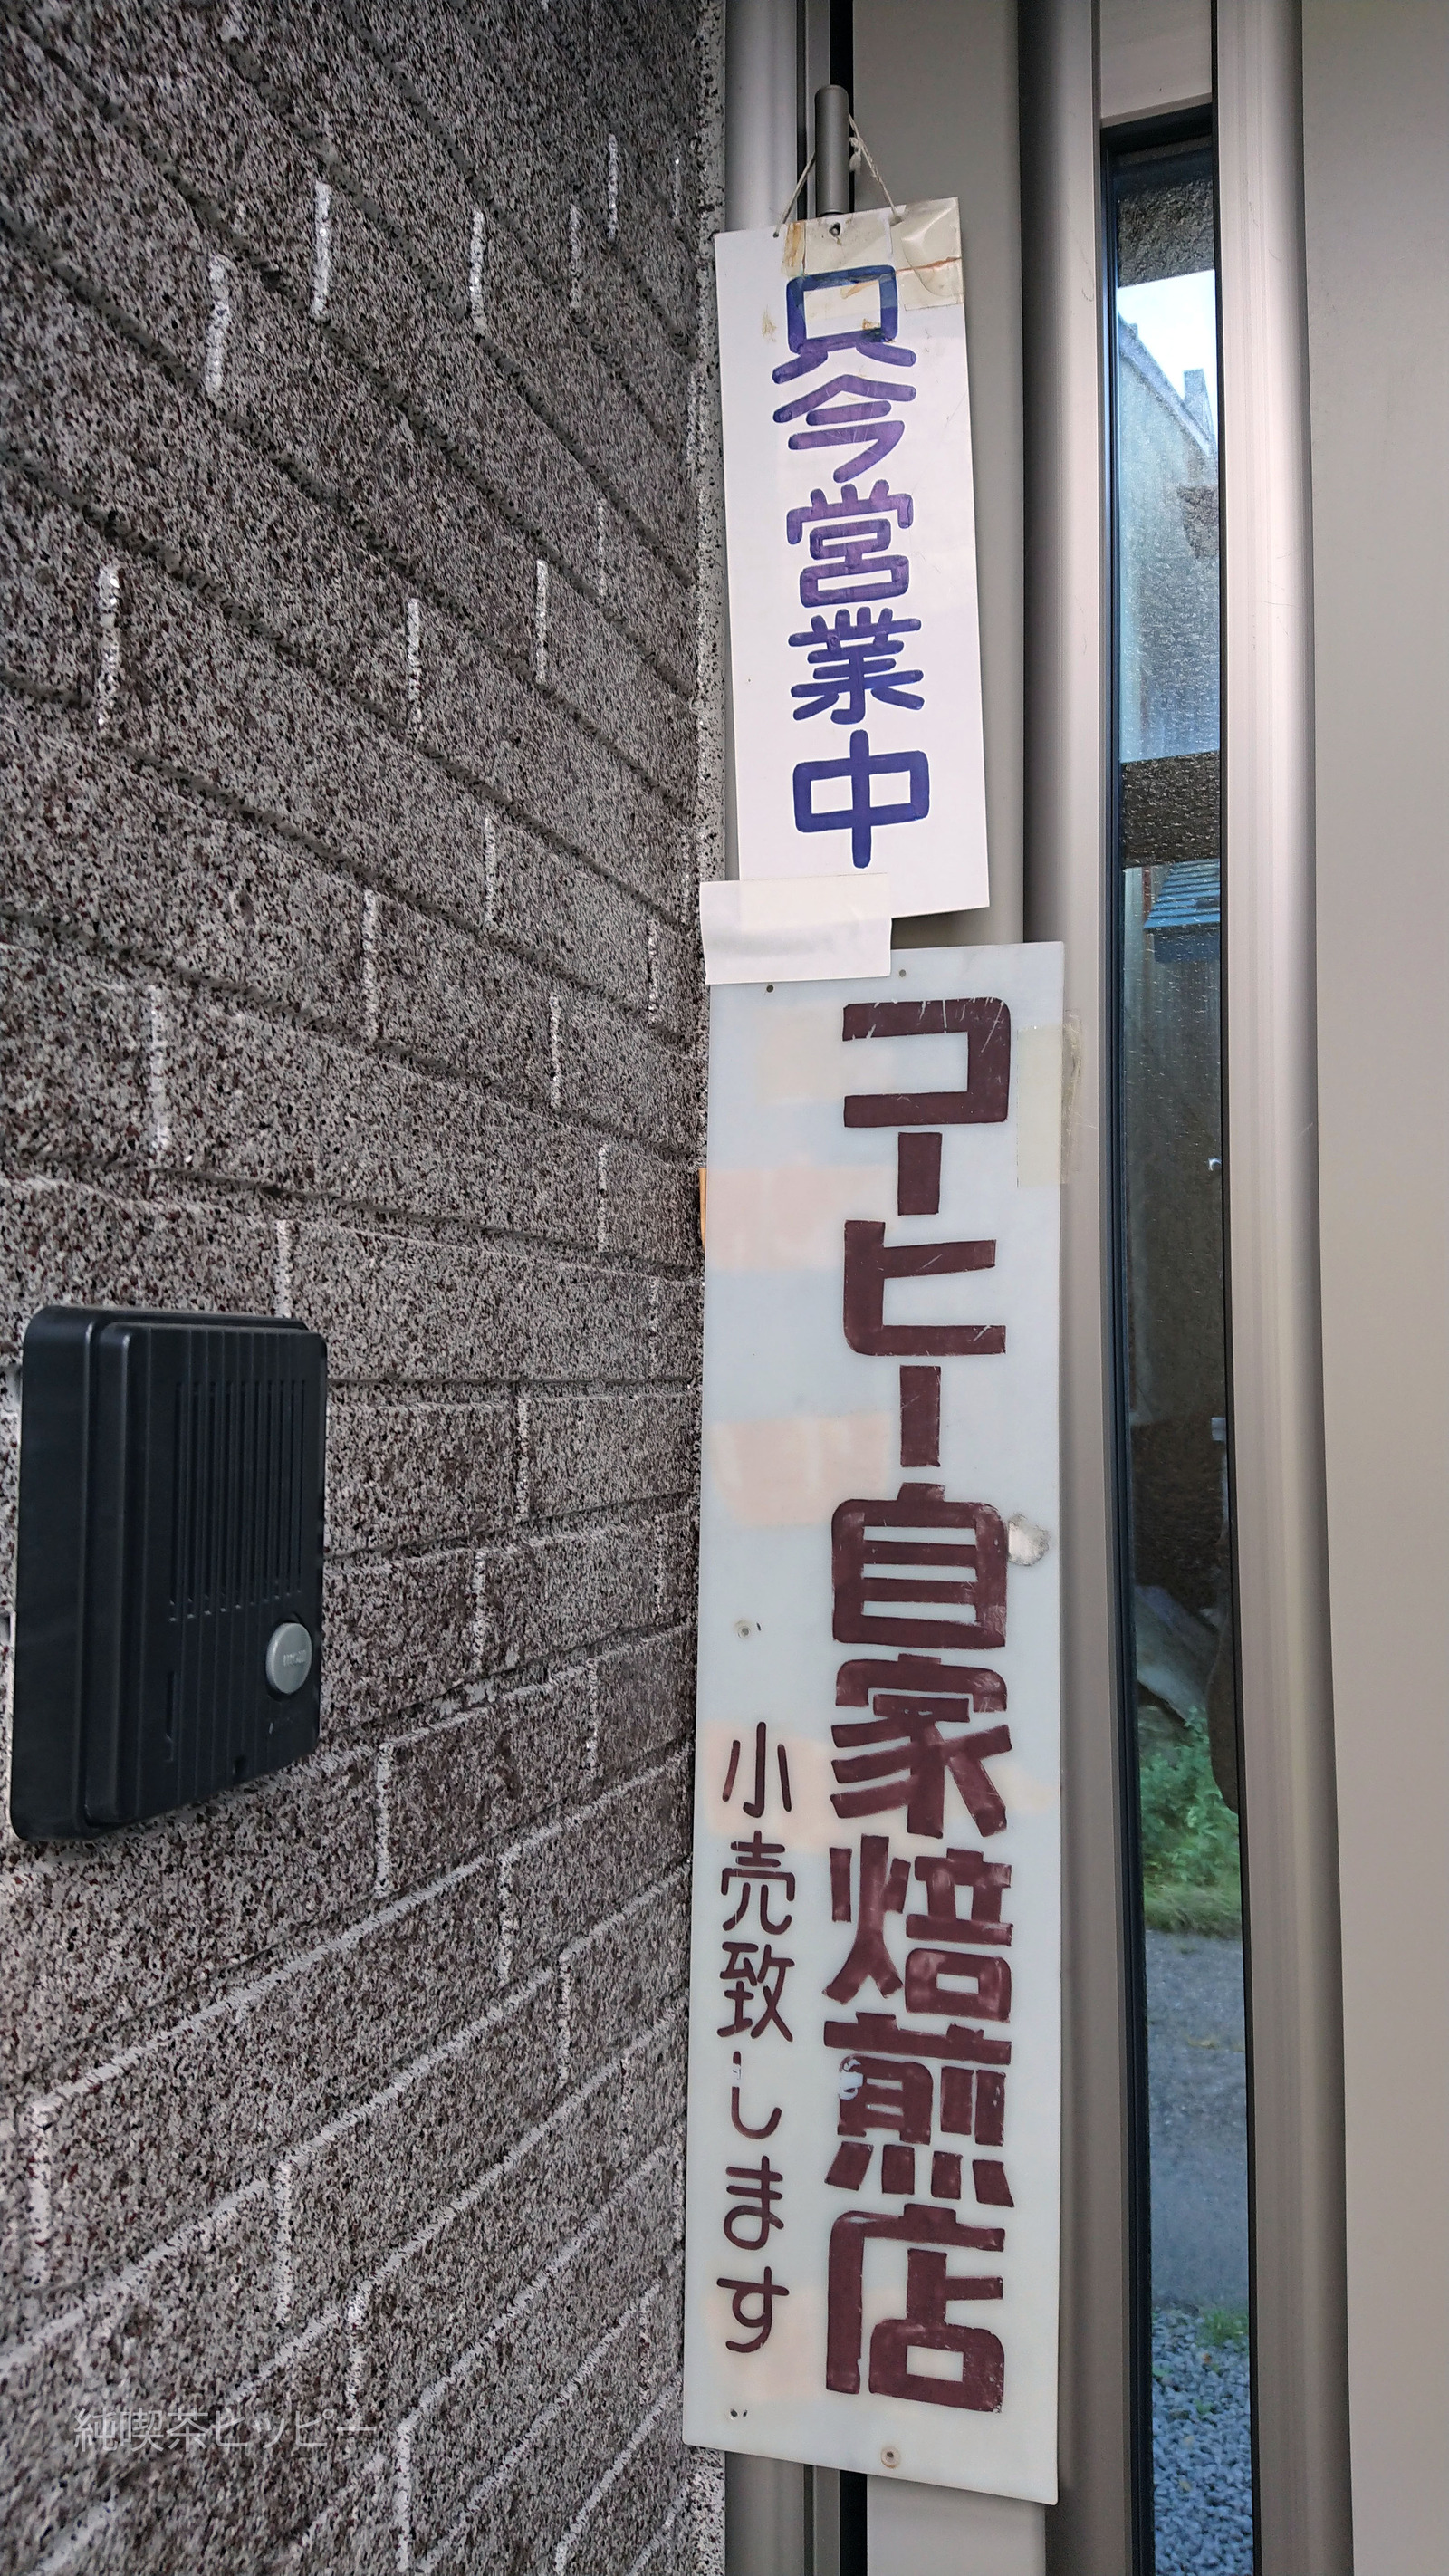 只今営業中
コーヒー自家焙煎店
小売致します
純喫茶ヒッピー